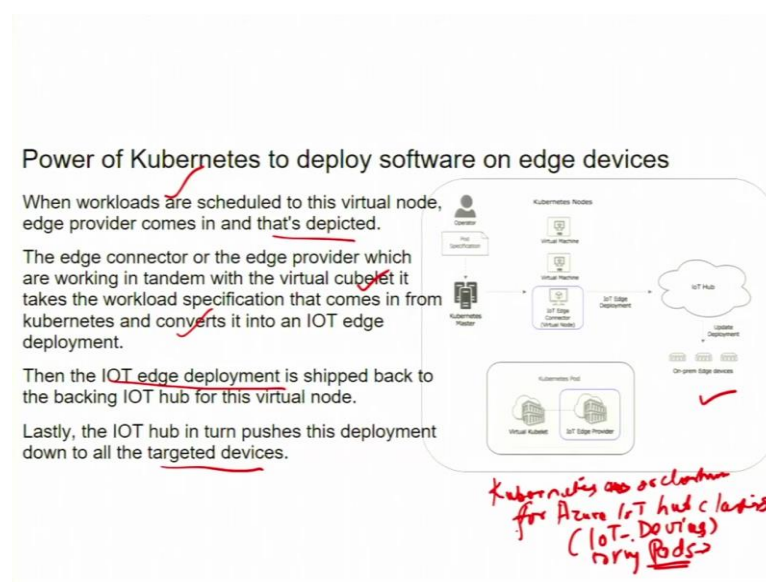 Power of Kubernetes to deploy software on edge devices
When workloads are scheduled to this virtual node,
edge provider comes in and that's depicted.
The edge connector or the edge provider which
are working in tandem with the virtual cubelet it
takes the workload specification that comes in from
kubernetes and converts it into an IOT edge
deployment.
Then the IOT edge deployment is shipped back to
the backing IOT hub for this virtual node.
Lastly, the IOT hub in turn pushes this deployment
down to all the targeted devices.
Operator
Pod
Specification
Kubernetes
Master
Kubernetes Nodes
Virtual Machine
Virtual Machine
IoT Edge
Connector
(Virtual Node)
IoT Edge
Deployment
IoT Hub
Update
Deployment
On-prem Edge devices
Kubernetes Pod
Virtual Kubelet
IoT Edge Provider
Kubernetes
for Azure IoT hub
(IoT-Devices)
Pods